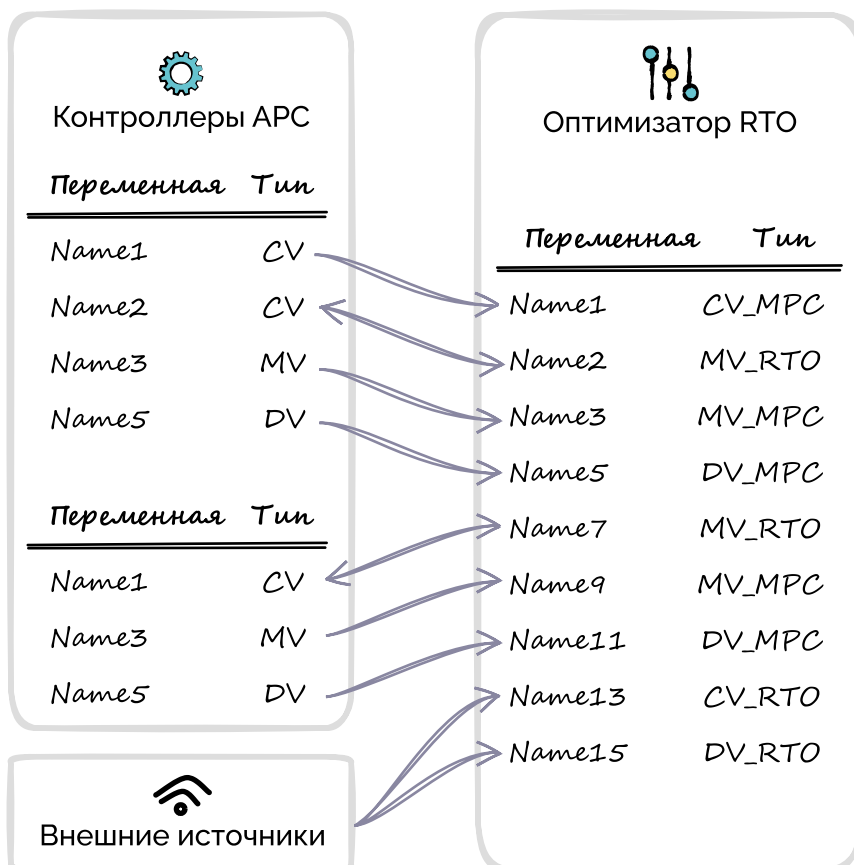 Контроллеры APC
Переменная Тип
Name1 CV
Name2 CV
Name3 MV
Name5 DV
Переменная Тип
Name1 CV
Name3 MV
Name5 DV
Внешние источники
Оптимизатор RTO
Переменная Тип
Name1 CV_MPC
Name2 MV_RTO
Name3 MV_MPC
Name5 DV_MPC
Name7 MV_RTO
Name9 MV_MPC
Name11 DV_MPC
Name13 CV_RTO
Name15 DV_RTO